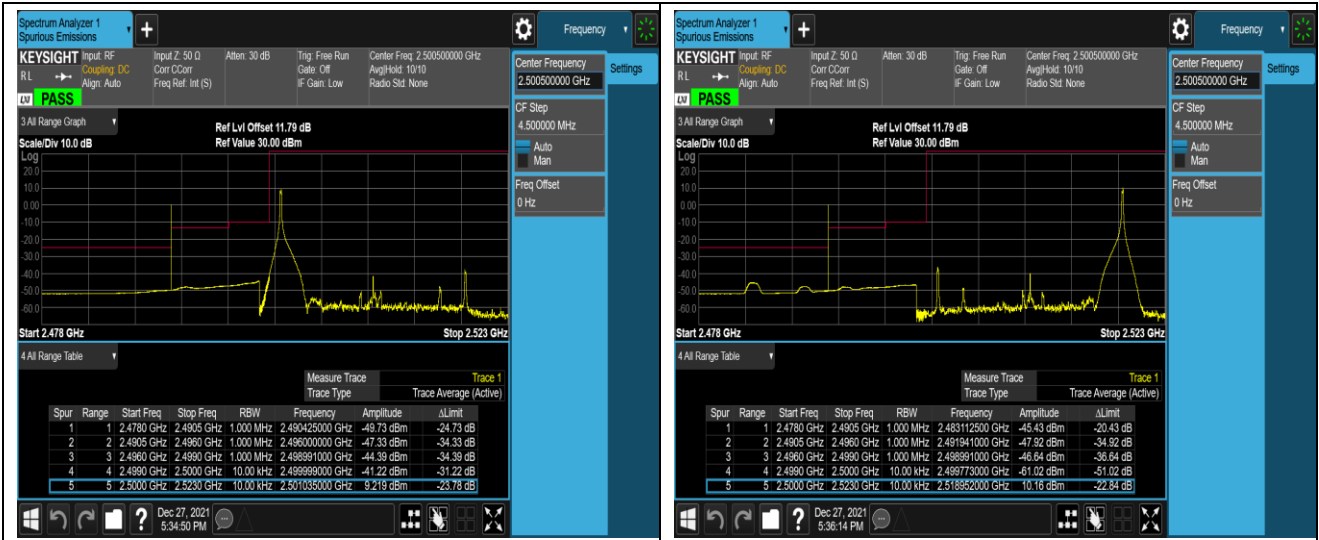 Spectrum Analyzer 1
Spurious Emissions
+
Frequency
KEYSIGHT
RL
LXI
PASS
Input: RF
Coupling: DC
Align: Auto
Input Z: 50 Ω
Corr CCorr
Freq Ref: Int (S)
Atten: 30 dB
Trig: Free Run
Gate: Off
IF Gain: Low
Center Freq: 2.500500000 GHz
Avg|Hold: 10/10
Radio Std: None
Center Frequency
2.500500000 GHz
Settings
CF Step
4.500000 MHz
Auto
Man
Freq Offset
0 Hz
3 All Range Graph
Scale/Div 10.0 dB
Ref Lvl Offset 11.79 dB
Ref Value 30.00 dBm
Log
20.0
10.0
0.00
-10.0
-20.0
-30.0
-40.0
-50.0
-60.0
Start 2.478 GHz
Stop 2.523 GHz
4 All Range Table
Measure Trace Trace 1
Trace Type Trace Average (Active)
Spur Range Start Freq Stop Freq RBW Frequency Amplitude ΔLimit
1 1 2.4780 GHz 2.4905 GHz 1.000 MHz 2.490425000 GHz -49.73 dBm -24.73 dB
2 2 2.4905 GHz 2.4960 GHz 1.000 MHz 2.496000000 GHz -47.33 dBm -34.33 dB
3 3 2.4960 GHz 2.4990 GHz 1.000 MHz 2.498991000 GHz -44.39 dBm -34.39 dB
4 4 2.4990 GHz 2.5000 GHz 10.00 kHz 2.499999000 GHz -41.22 dBm -31.22 dB
5 5 2.5000 GHz 2.5230 GHz 10.00 kHz 2.501035000 GHz 9.219 dBm -23.78 dB
?
Dec 27, 2021
5:34:50 PM
Spectrum Analyzer 1
Spurious Emissions
+
Frequency
KEYSIGHT
RL
LXI
PASS
Input: RF
Coupling: DC
Align: Auto
Input Z: 50 Ω
Corr CCorr
Freq Ref: Int (S)
Atten: 30 dB
Trig: Free Run
Gate: Off
IF Gain: Low
Center Freq: 2.500500000 GHz
Avg|Hold: 10/10
Radio Std: None
Center Frequency
2.500500000 GHz
Settings
CF Step
4.500000 MHz
Auto
Man
Freq Offset
0 Hz
3 All Range Graph
Scale/Div 10.0 dB
Ref Lvl Offset 11.79 dB
Ref Value 30.00 dBm
Log
20.0
10.0
0.00
-10.0
-20.0
-30.0
-40.0
-50.0
-60.0
Start 2.478 GHz
Stop 2.523 GHz
4 All Range Table
Measure Trace Trace 1
Trace Type Trace Average (Active)
Spur Range Start Freq Stop Freq RBW Frequency Amplitude ΔLimit
1 1 2.4780 GHz 2.4905 GHz 1.000 MHz 2.483112500 GHz -45.43 dBm -20.43 dB
2 2 2.4905 GHz 2.4960 GHz 1.000 MHz 2.491941000 GHz -47.92 dBm -34.92 dB
3 3 2.4960 GHz 2.4990 GHz 1.000 MHz 2.498991000 GHz -46.64 dBm -36.64 dB
4 4 2.4990 GHz 2.5000 GHz 10.00 kHz 2.499773000 GHz -61.02 dBm -51.02 dB
5 5 2.5000 GHz 2.5230 GHz 10.00 kHz 2.518952000 GHz 10.16 dBm -22.84 dB
?
Dec 27, 2021
5:36:14 PM